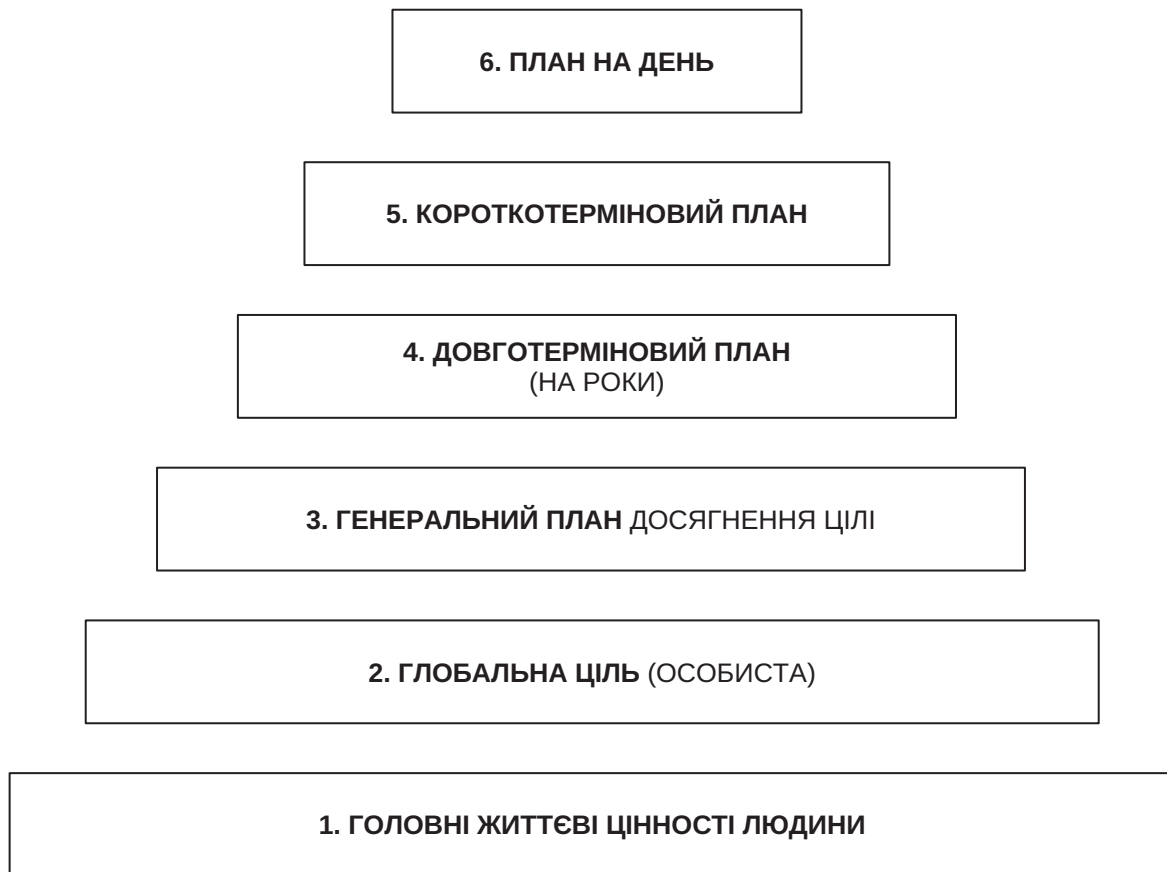 6. ПЛАН НА ДЕНЬ
5. КОРОТКОТЕРМІНОВИЙ ПЛАН
4. ДОВГОТЕРМІНОВИЙ ПЛАН
(НА РОКИ)
3. ГЕНЕРАЛЬНИЙ ПЛАН ДОСЯГНЕННЯ ЦІЛІ
2. ГЛОБАЛЬНА ЦІЛЬ (ОСОБИСТА)
1. ГОЛОВНІ ЖИТТЄВІ ЦІННОСТІ ЛЮДИНИ